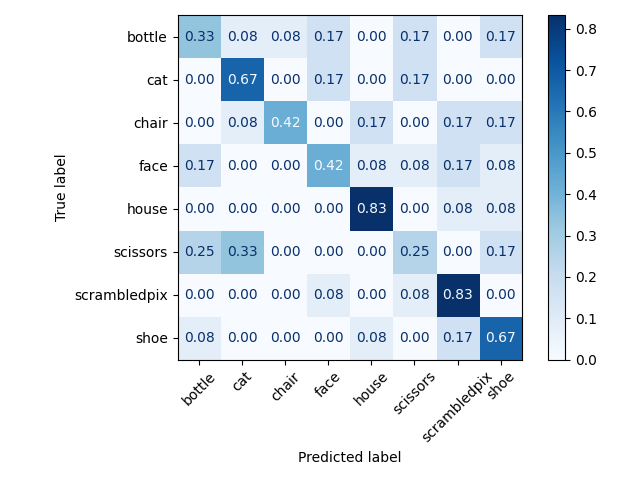 bottle 0.33 0.08 0.08 0.17 0.00 0.17 0.00 0.17 0.8
cat 0.00 0.67 0.00 0.17 0.00 0.17 0.00 0.00 0.7
chair 0.00 0.08 0.42 0.00 0.17 0.00 0.17 0.17 0.6
face 0.17 0.00 0.00 0.42 0.08 0.08 0.17 0.08 0.5
True label
house 0.00 0.00 0.00 0.00 0.83 0.00 0.08 0.08 0.4
scissors 0.25 0.33 0.00 0.00 0.00 0.25 0.00 0.17 0.3
0.2
scrambledpix 0.00 0.00 0.00 0.08 0.00 0.08 0.83 0.00 0.1
shoe 0.08 0.00 0.00 0.00 0.08 0.00 0.17 0.67 0.0
bottle cat chair face house scissors scrambledpix shoe
Predicted label